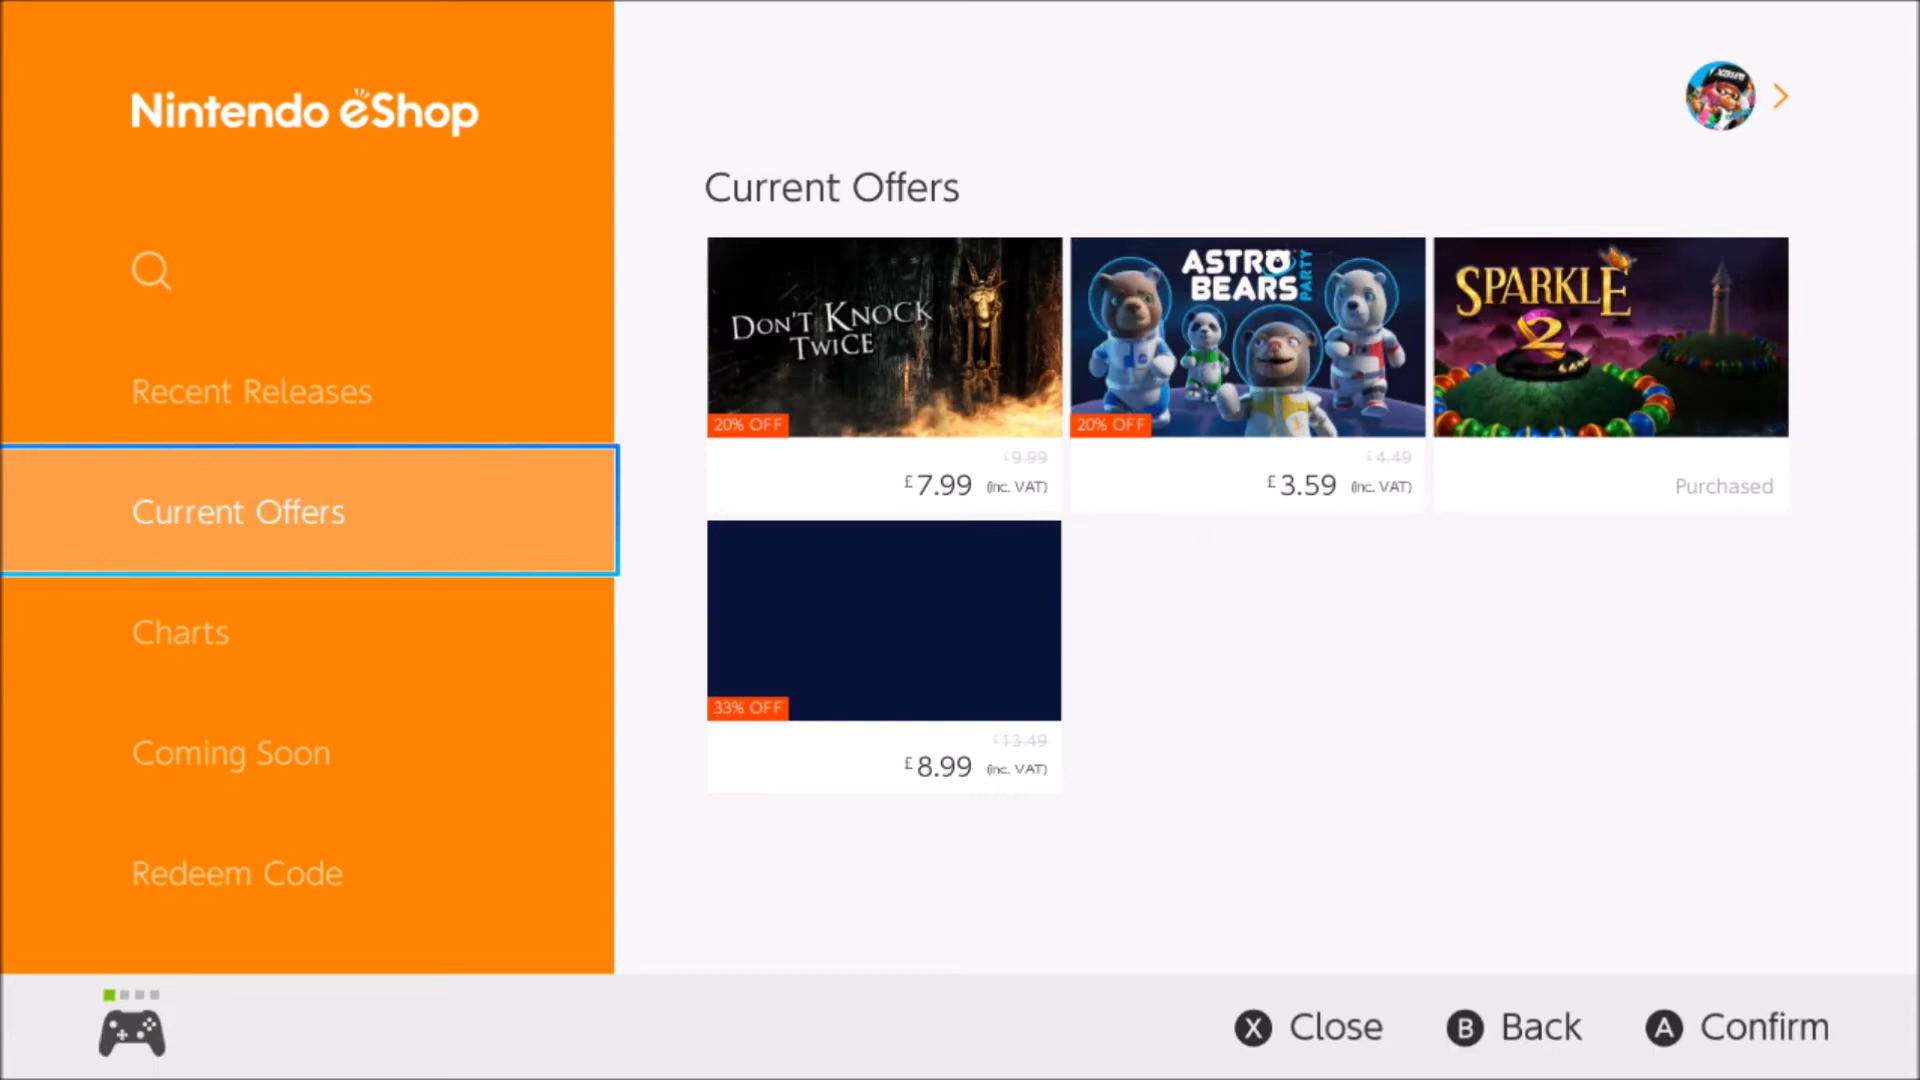 Nintendo eShop
Recent Releases
Current Offers
Charts
Coming Soon
Redeem Code
Current Offers
DON'T KNOCK
TWICE
20% OFF
£9.99
£7.99 (inc. VAT)
ASTRO
BEARS
PARTY
20% OFF
£4.49
£3.59 (inc. VAT)
SPARKLE
2
Purchased
33% OFF
£13.49
£8.99 (inc. VAT)
X Close
B Back
A Confirm